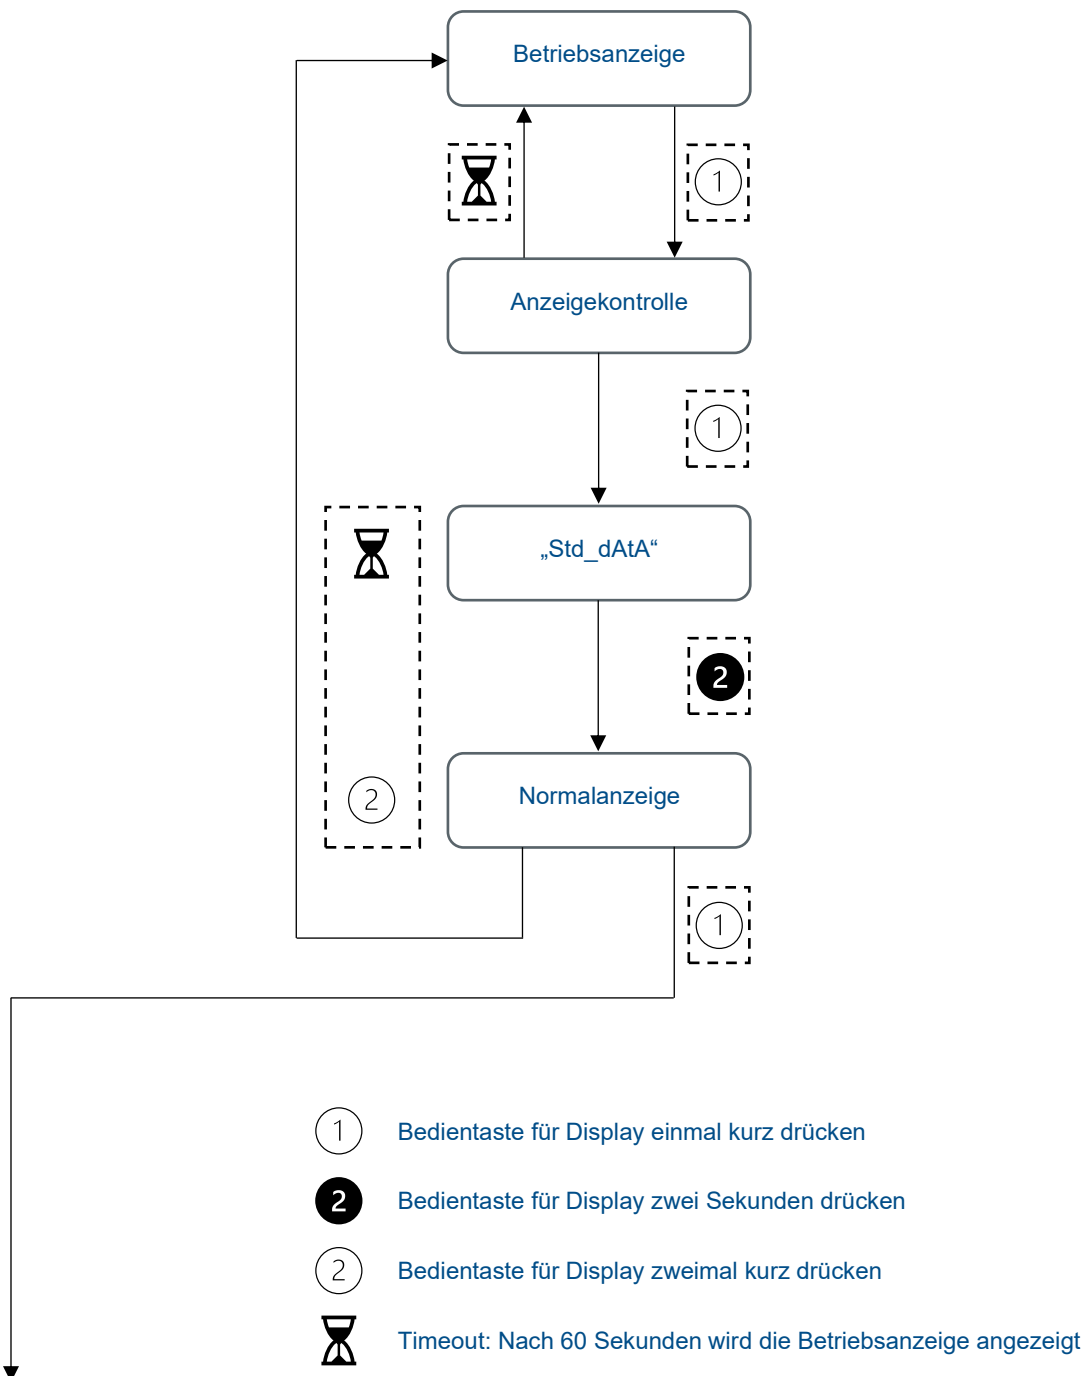 Betriebsanzeige
1
Anzeigekontrolle
1
„Std_dAtA“
2
Normalanzeige
2
1
1 Bedientaste für Display einmal kurz drücken
2 Bedientaste für Display zwei Sekunden drücken
2 Bedientaste für Display zweimal kurz drücken
Timeout: Nach 60 Sekunden wird die Betriebsanzeige angezeigt